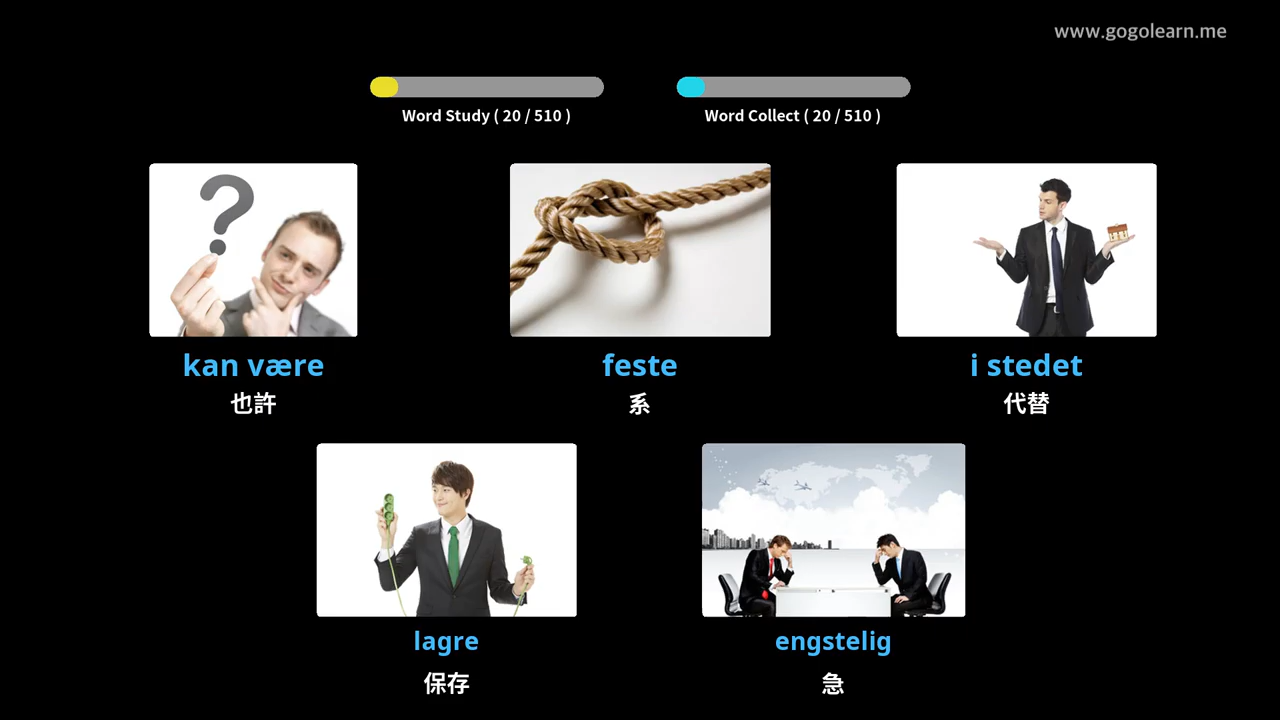 www.gogolearn.me
Word Study ( 20 / 510 )
Word Collect ( 20 / 510 )
kan være
也許
feste
系
i stedet
代替
lagre
保存
engstelig
急